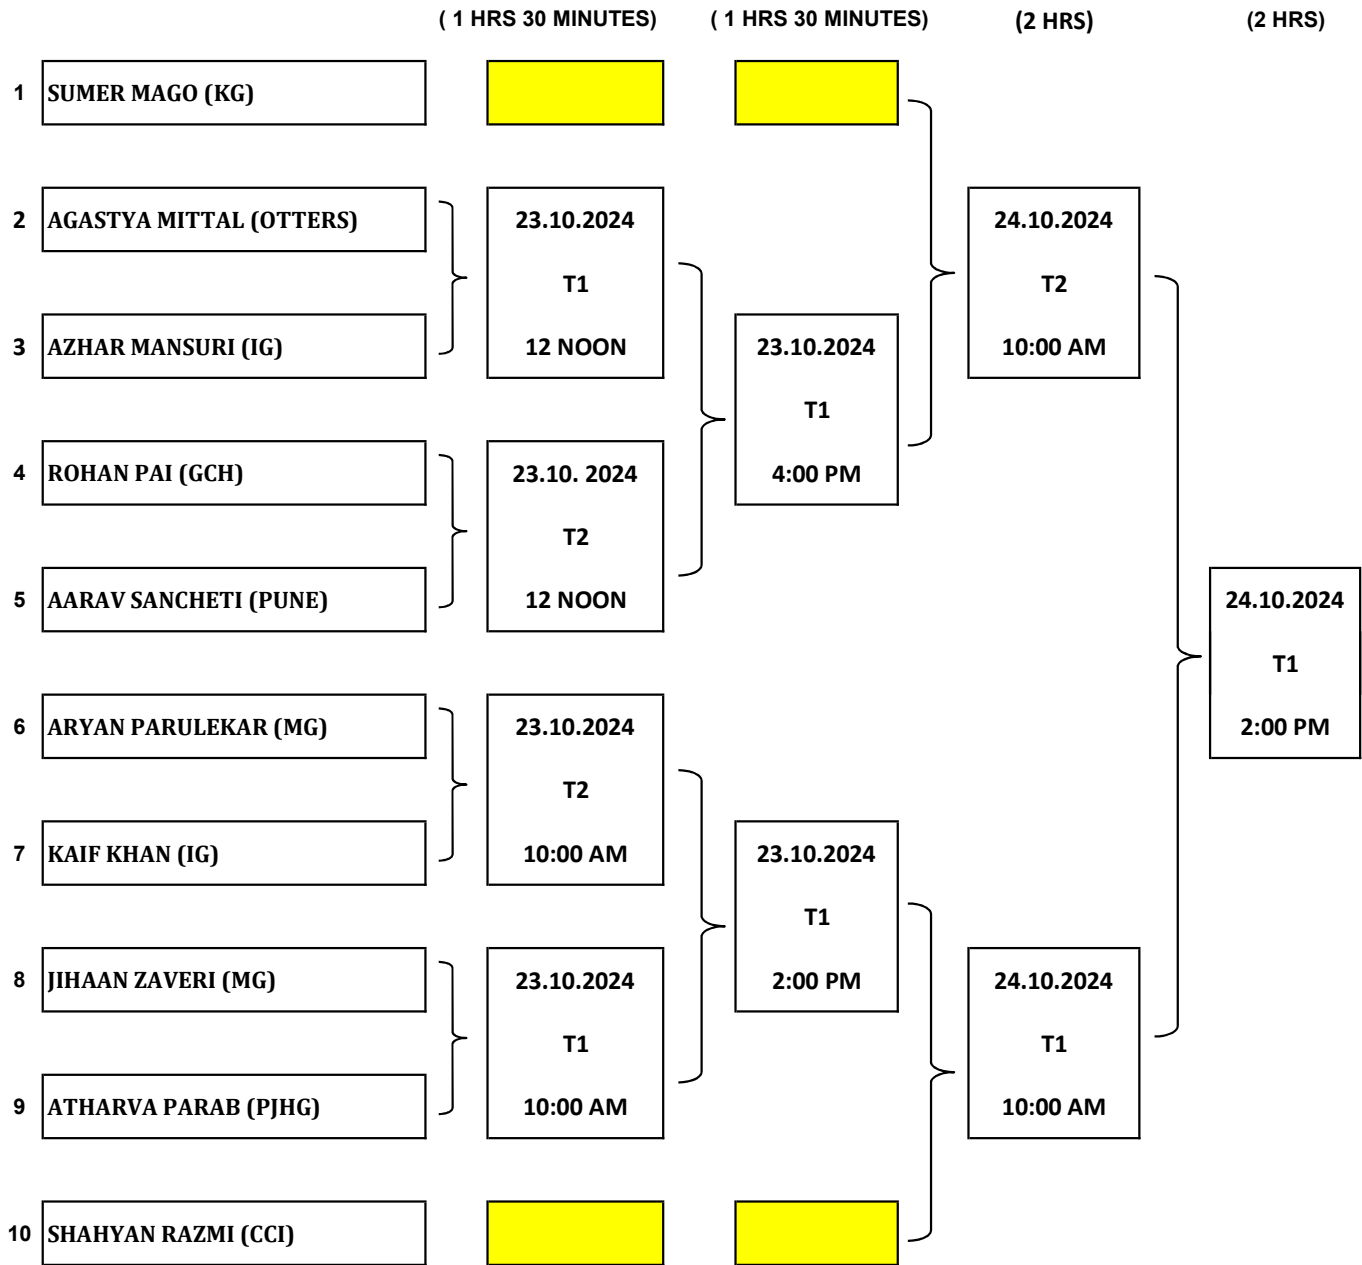 ( 1 HRS 30 MINUTES) ( 1 HRS 30 MINUTES) (2 HRS) (2 HRS)
1 SUMER MAGO (KG)
2 AGASTYA MITTAL (OTTERS) 23.10.2024 24.10.2024
T1 T2
3 AZHAR MANSURI (IG) 12 NOON 23.10.2024 10:00 AM
T1
4 ROHAN PAI (GCH) 23.10. 2024 4:00 PM
T2
5 AARAV SANCHETI (PUNE) 12 NOON 24.10.2024
T1
6 ARYAN PARULEKAR (MG) 23.10.2024 2:00 PM
T2
7 KAIF KHAN (IG) 10:00 AM 23.10.2024
T1
8 JIHAAN ZAVERI (MG) 23.10.2024 2:00 PM 24.10.2024
T1 T1
9 ATHARVA PARAB (PJHG) 10:00 AM 10:00 AM
10 SHAHYAN RAZMI (CCI)